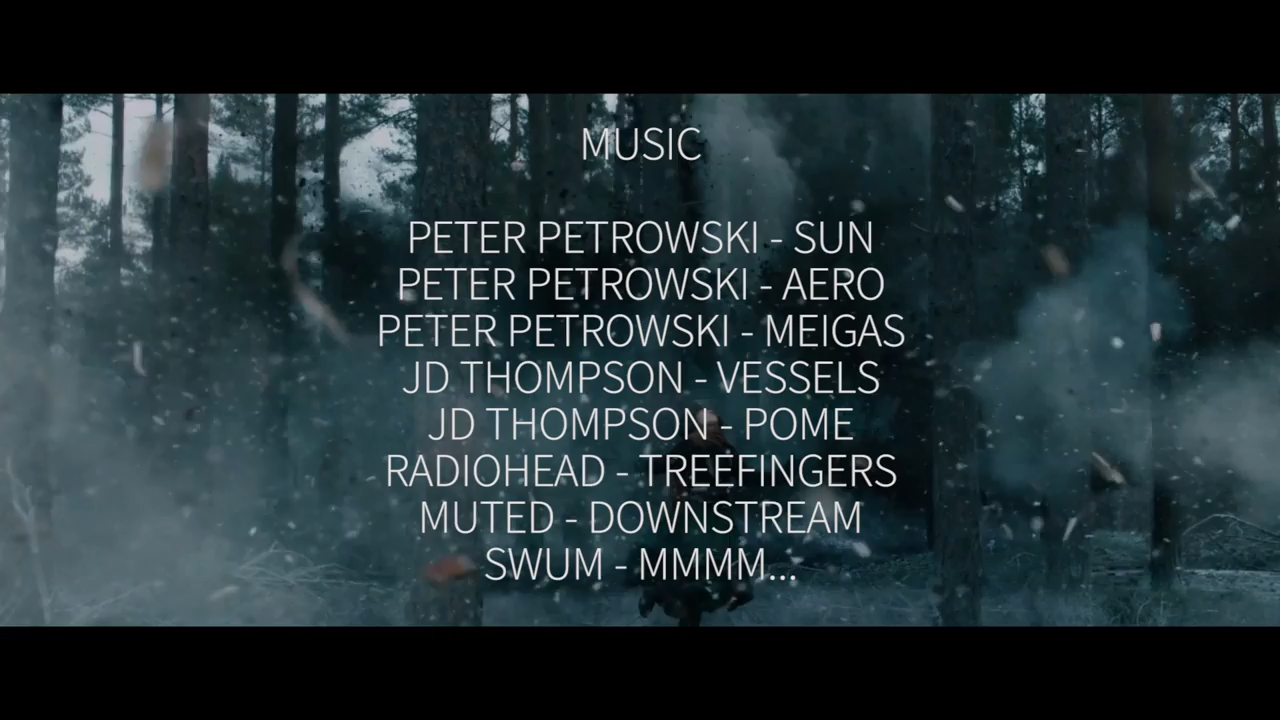 MUSIC
PETER PETROWSKI - SUN
PETER PETROWSKI - AERO
PETER PETROWSKI - MEIGAS
JD THOMPSON - VESSELS
JD THOMPSON - POME
RADIOHEAD - TREEFINGERS
MUTED - DOWNSTREAM
SWUM - MMMM...